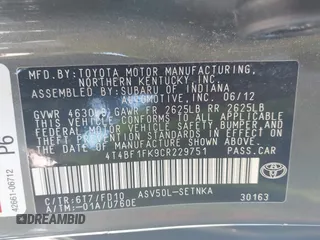 MFD. BY: TOYOTA MOTOR MANUFACTURING,
NORTHERN KENTUCKY, INC.
ASSEMBLED BY: SUBARU OF INDIANA
AUTOMOTIVE, INC. 06/12
GVWR 4630LB GAWR FR 2625LB RR 2625LB
THIS VEHICLE CONFORMS TO ALL APPLICABLE
FEDERAL MOTOR VEHICLE SAFETY, BUMPER, AND
THEFT PREVENTION STANDARDS IN EFFECT ON
THE DATE OF MANUFACTURE SHOWN ABOVE.
4T4BF1FK9CR229751 PASS.CAR
C/TR:6T7/FD10 ASV50L-SETNKA
A/TM:-01A/U760E
30163
P6
42661-06712